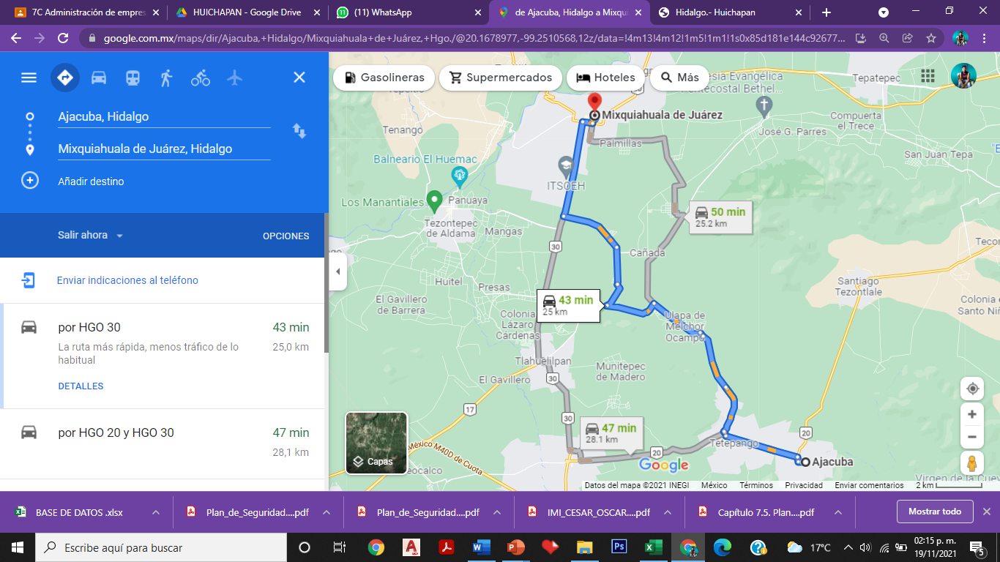 7C Administración de empres
HUICHAPAN - Google Drive
(11) WhatsApp
de Ajacuba, Hidalgo a Mixqui
Hidalgo.- Huichapan
google.com.mx/maps/dir/Ajacuba,+Hidalgo/Mixquiahuala+de+Juárez,+Hgo./@20.1678977,-99.2510568,12z/data=!4m13!4m12!1m5!1m1!1s0x85d181e144c92677...
Ajacuba, Hidalgo
Mixquiahuala de Juárez, Hidalgo
Añadir destino
Salir ahora
OPCIONES
Enviar indicaciones al teléfono
por HGO 30
43 min
La ruta más rápida, menos tráfico de lo
habitual
25,0 km
DETALLES
por HGO 20 y HGO 30
47 min
28,1 km
Gasolineras
Supermercados
Hoteles
Más
esia Evangélica
Pentecostal Bethel...
Tepatepec
Mixquiahuala de Juárez
Compuerta
el Trece
Tenango
José G. Parres
Palmillas
Balneario El Huemac
San Juan Tepa
ITSOEH
Los Manantiales
Panuaya
50 min
25.2 km
Tezontepec
de Aldama
Mangas
30
Cañada
Huitel
Presas
Santiago
Tezontlale
El Gavillero
de Barrera
43 min
25 km
Colonia
Lázaro
Cárdenas
Ulapa de
Melchor
Ocampo
Colonia
Santo Niñ
Tlahuelilpan
Munitepec
de Madero
El Gavillero
30
17
30
47 min
28.1 km
20
20
Tetepango
Ajacuba
México M40D de Cuota
Capas
Google
Virgen de la Cue
Datos del mapa ©2021 INEGI
México
Términos
Privacidad
Enviar comentarios
2 km
BASE DE DATOS .xlsx
Plan_de_Seguridad....pdf
Plan_de_Seguridad....pdf
IMI_CESAR_OSCAR....pdf
Capítulo 7.5. Plan....pdf
Mostrar todo
Escribe aquí para buscar
17°C
02:15 p. m.
19/11/2021
5